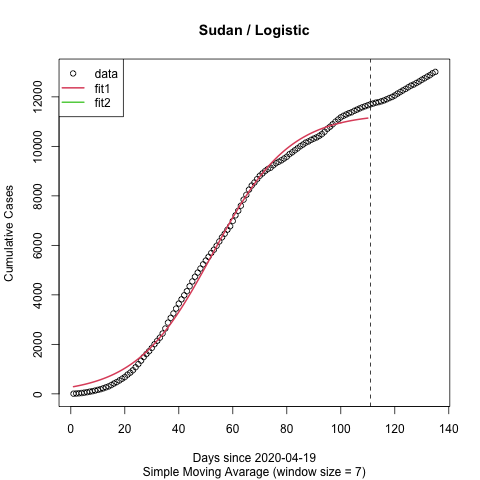 Sudan / Logistic
data
fit1
fit2
Cumulative Cases
12000
10000
8000
6000
4000
2000
0
0 20 40 60 80 100 120 140
Days since 2020-04-19
Simple Moving Avarage (window size = 7)